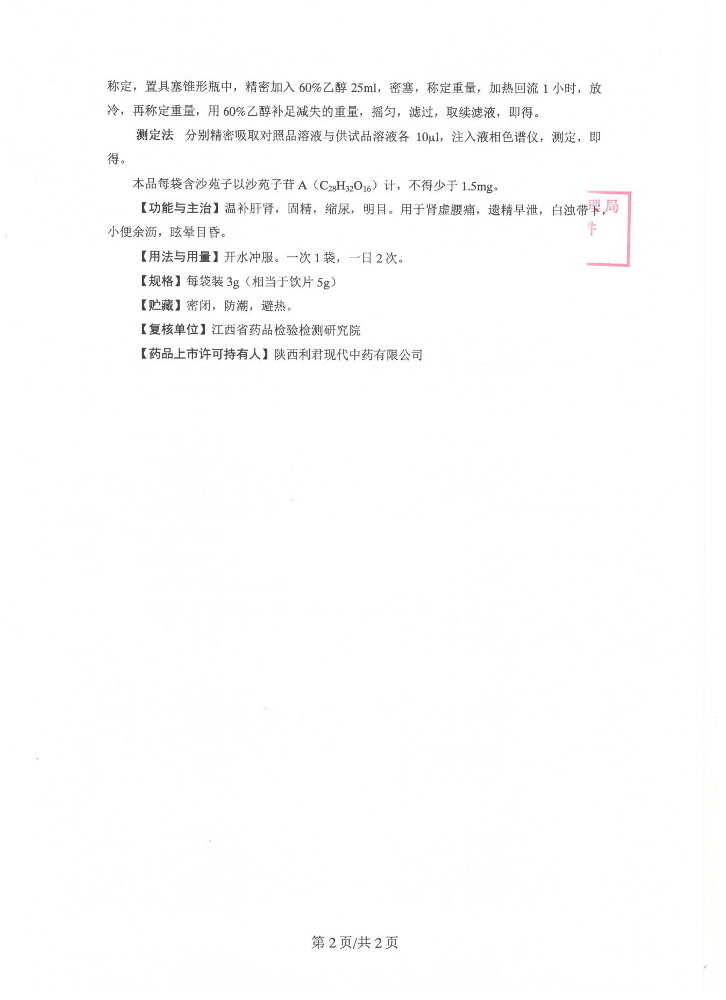 称定，置具塞锥形瓶中，精密加入 60%乙醇 25ml，密塞，称定重量，加热回流 1 小时，放
冷，再称定重量，用 60%乙醇补足减失的重量，摇匀，滤过，取续滤液，即得。
测定法 分别精密吸取对照品溶液与供试品溶液各 10μl，注入液相色谱仪，测定，即
得。
本品每袋含沙苑子以沙苑子苷 A（C₂₈H₃₂O₁₆）计，不得少于 1.5mg。
【功能与主治】温补肝肾，固精，缩尿，明目。用于肾虚腰痛，遗精早泄，白浊带下，
小便余沥，眩晕目昏。
【用法与用量】开水冲服。一次 1 袋，一日 2 次。
【规格】每袋装 3g（相当于饮片 5g）
【贮藏】密闭，防潮，避热。
【复核单位】江西省药品检验检测研究院
【药品上市许可持有人】陕西利君现代中药有限公司
理局
件
第 2 页/共 2 页